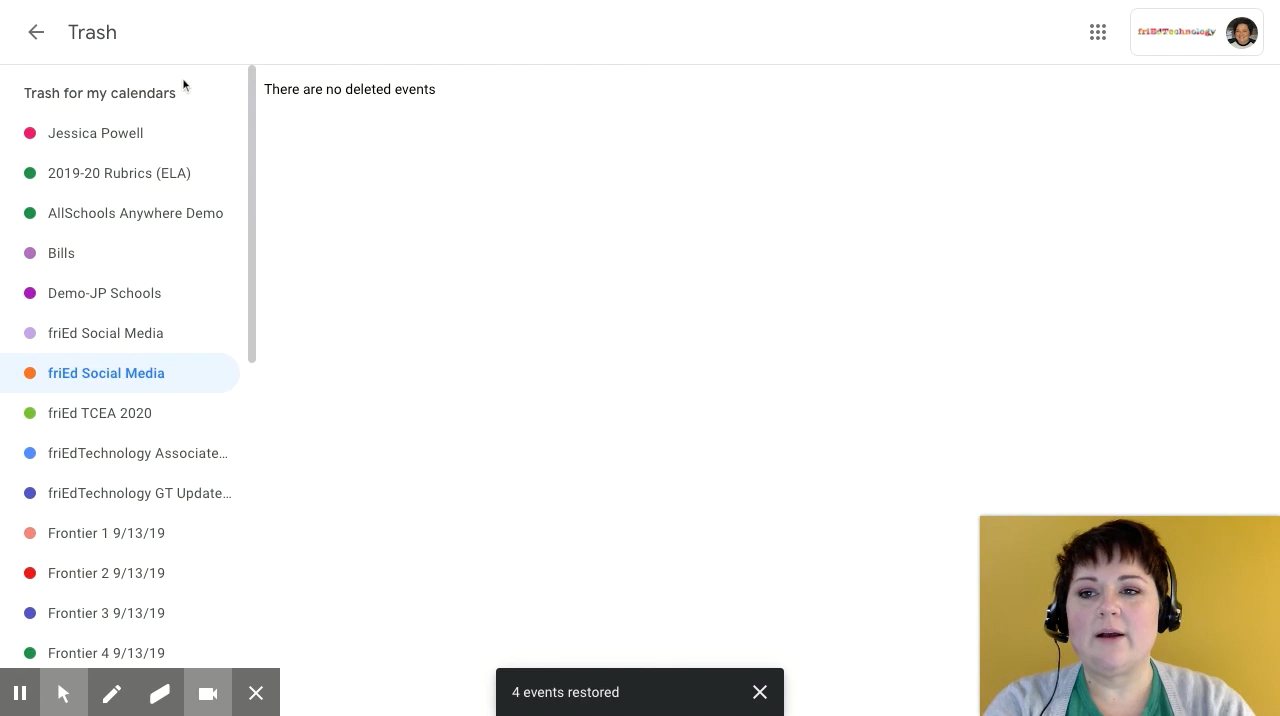 Trash
friEdTechnology
Trash for my calendars
There are no deleted events
Jessica Powell
2019-20 Rubrics (ELA)
AllSchools Anywhere Demo
Bills
Demo-JP Schools
friEd Social Media
friEd Social Media
friEd TCEA 2020
friEdTechnology Associate...
friEdTechnology GT Update...
Frontier 1 9/13/19
Frontier 2 9/13/19
Frontier 3 9/13/19
Frontier 4 9/13/19
4 events restored